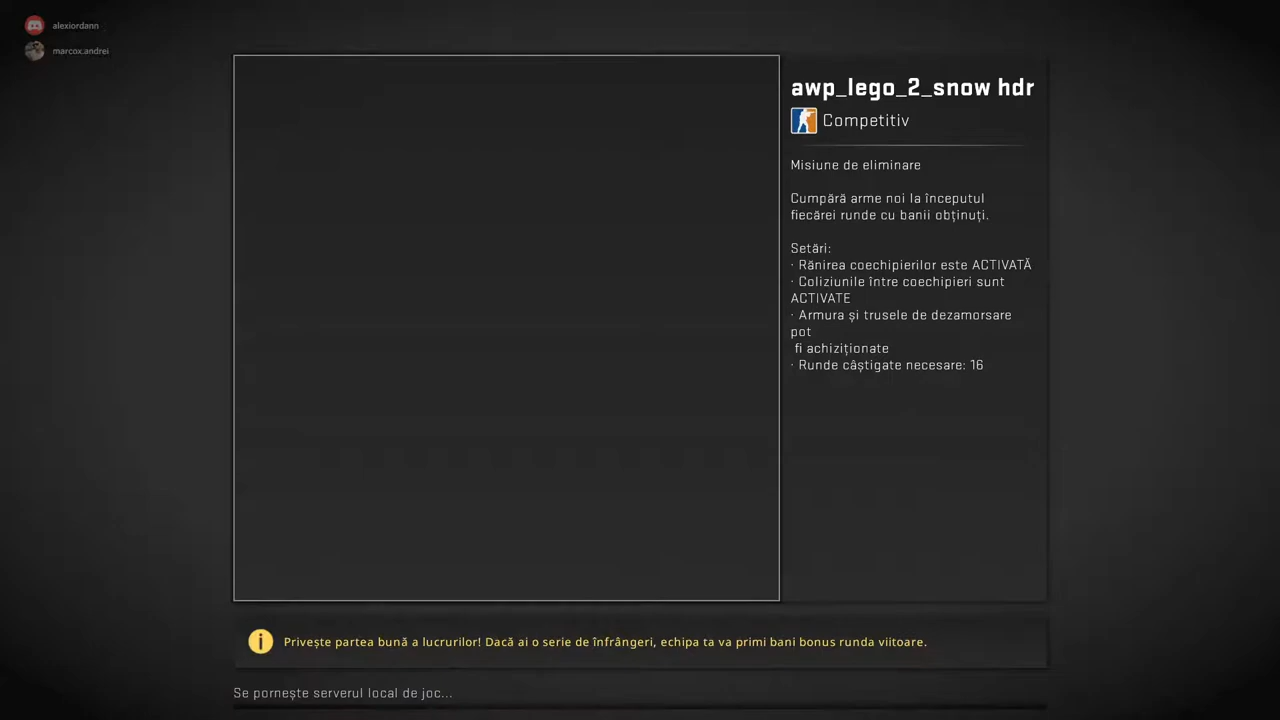 alexiordann
marcox.andrei
awp_lego_2_snow hdr
Competitiv
Misiune de eliminare
Cumpără arme noi la începutul
fiecărei runde cu banii obținuți.
Setări:
· Rănirea coechipierilor este ACTIVATĂ
· Coliziunile între coechipieri sunt
ACTIVATE
· Armura și trusele de dezamorsare
pot
fi achiziționate
· Runde câștigate necesare: 16
Privește partea bună a lucrurilor! Dacă ai o serie de înfrângeri, echipa ta va primi bani bonus runda viitoare.
Se pornește serverul local de joc...